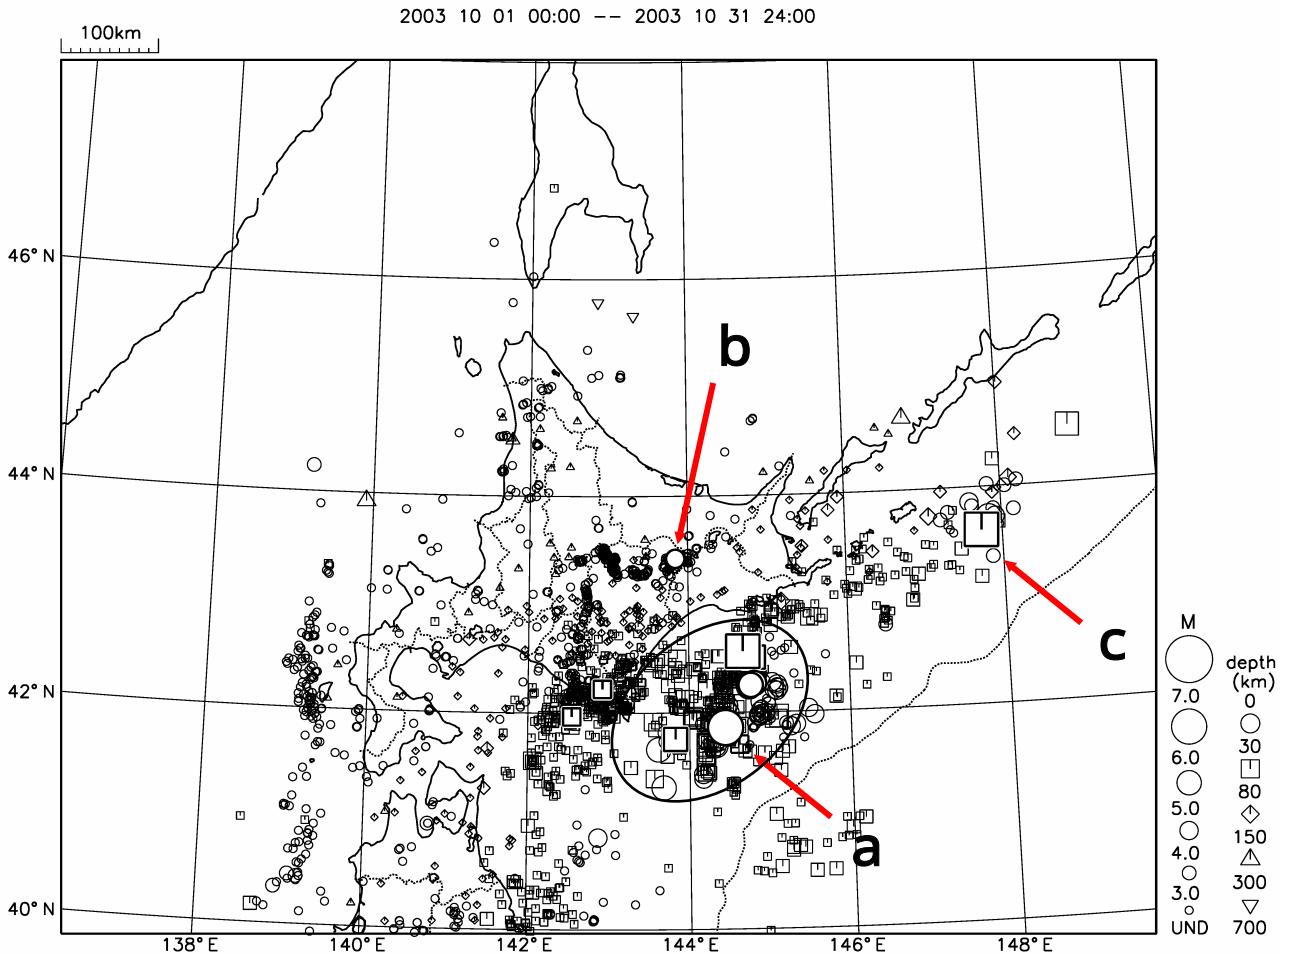 2003 10 01 00:00 -- 2003 10 31 24:00
100km
b
46° N
44° N
c
M
7.0
6.0
5.0
4.0
3.0
UND
depth
(km)
0
30
80
150
300
700
42° N
a
40° N
138° E
140° E
142° E
144° E
146° E
148° E